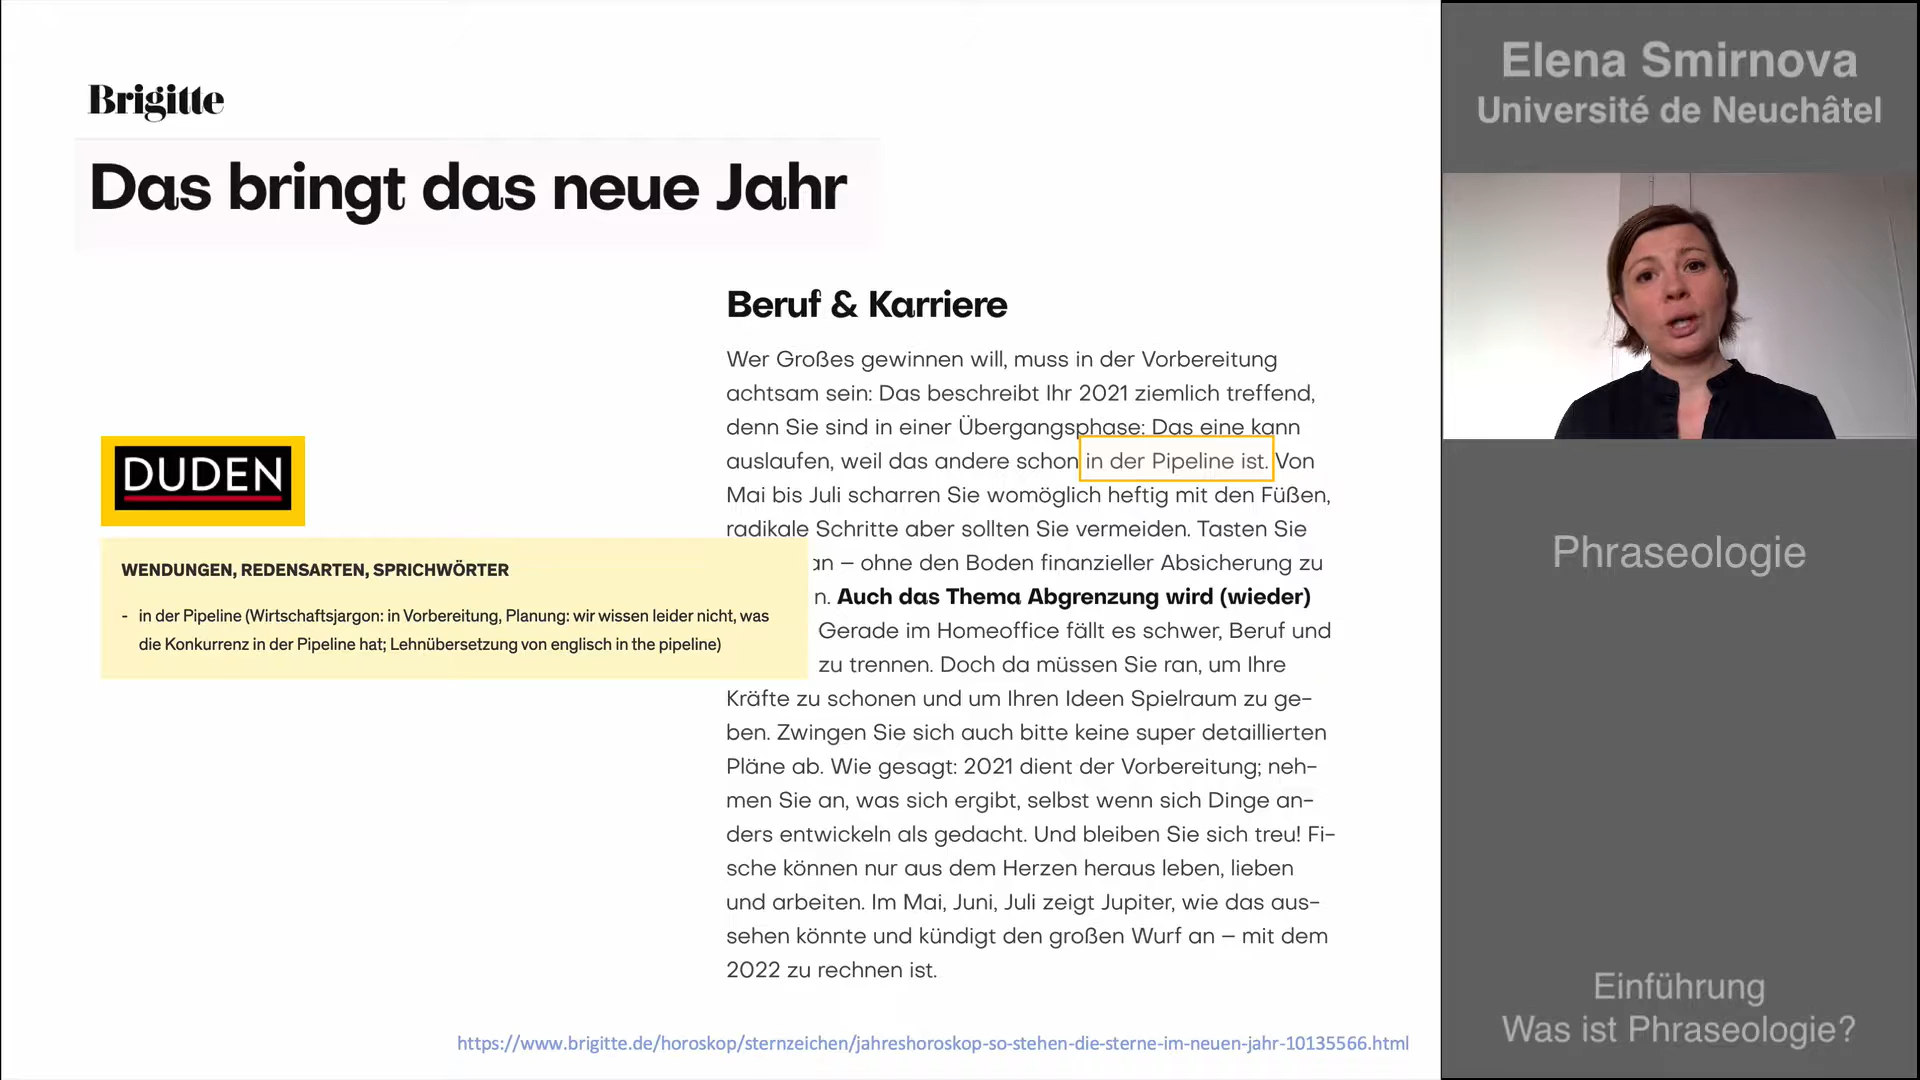 Brigitte
Das bringt das neue Jahr
Beruf & Karriere
Wer Großes gewinnen will, muss in der Vorbereitung
achtsam sein: Das beschreibt Ihr 2021 ziemlich treffend,
denn Sie sind in einer Übergangsphase: Das eine kann
auslaufen, weil das andere schon in der Pipeline ist. Von
Mai bis Juli scharren Sie womöglich heftig mit den Füßen,
radikale Schritte aber sollten Sie vermeiden. Tasten Sie
an – ohne den Boden finanzieller Absicherung zu
n. Auch das Thema Abgrenzung wird (wieder)
Gerade im Homeoffice fällt es schwer, Beruf und
zu trennen. Doch da müssen Sie ran, um Ihre
Kräfte zu schonen und um Ihren Ideen Spielraum zu ge-
ben. Zwingen Sie sich auch bitte keine super detaillierten
Pläne ab. Wie gesagt: 2021 dient der Vorbereitung; neh-
men Sie an, was sich ergibt, selbst wenn sich Dinge an-
ders entwickeln als gedacht. Und bleiben Sie sich treu! Fi-
sche können nur aus dem Herzen heraus leben, lieben
und arbeiten. Im Mai, Juni, Juli zeigt Jupiter, wie das aus-
sehen könnte und kündigt den großen Wurf an – mit dem
2022 zu rechnen ist.
DUDEN
WENDUNGEN, REDENSARTEN, SPRICHWÖRTER
- in der Pipeline (Wirtschaftsjargon: in Vorbereitung, Planung: wir wissen leider nicht, was
die Konkurrenz in der Pipeline hat; Lehnübersetzung von englisch in the pipeline)
https://www.brigitte.de/horoskop/sternzeichen/jahreshoroskop-so-stehen-die-sterne-im-neuen-jahr-10135566.html
Elena Smirnova
Université de Neuchâtel
Phraseologie
Einführung
Was ist Phraseologie?